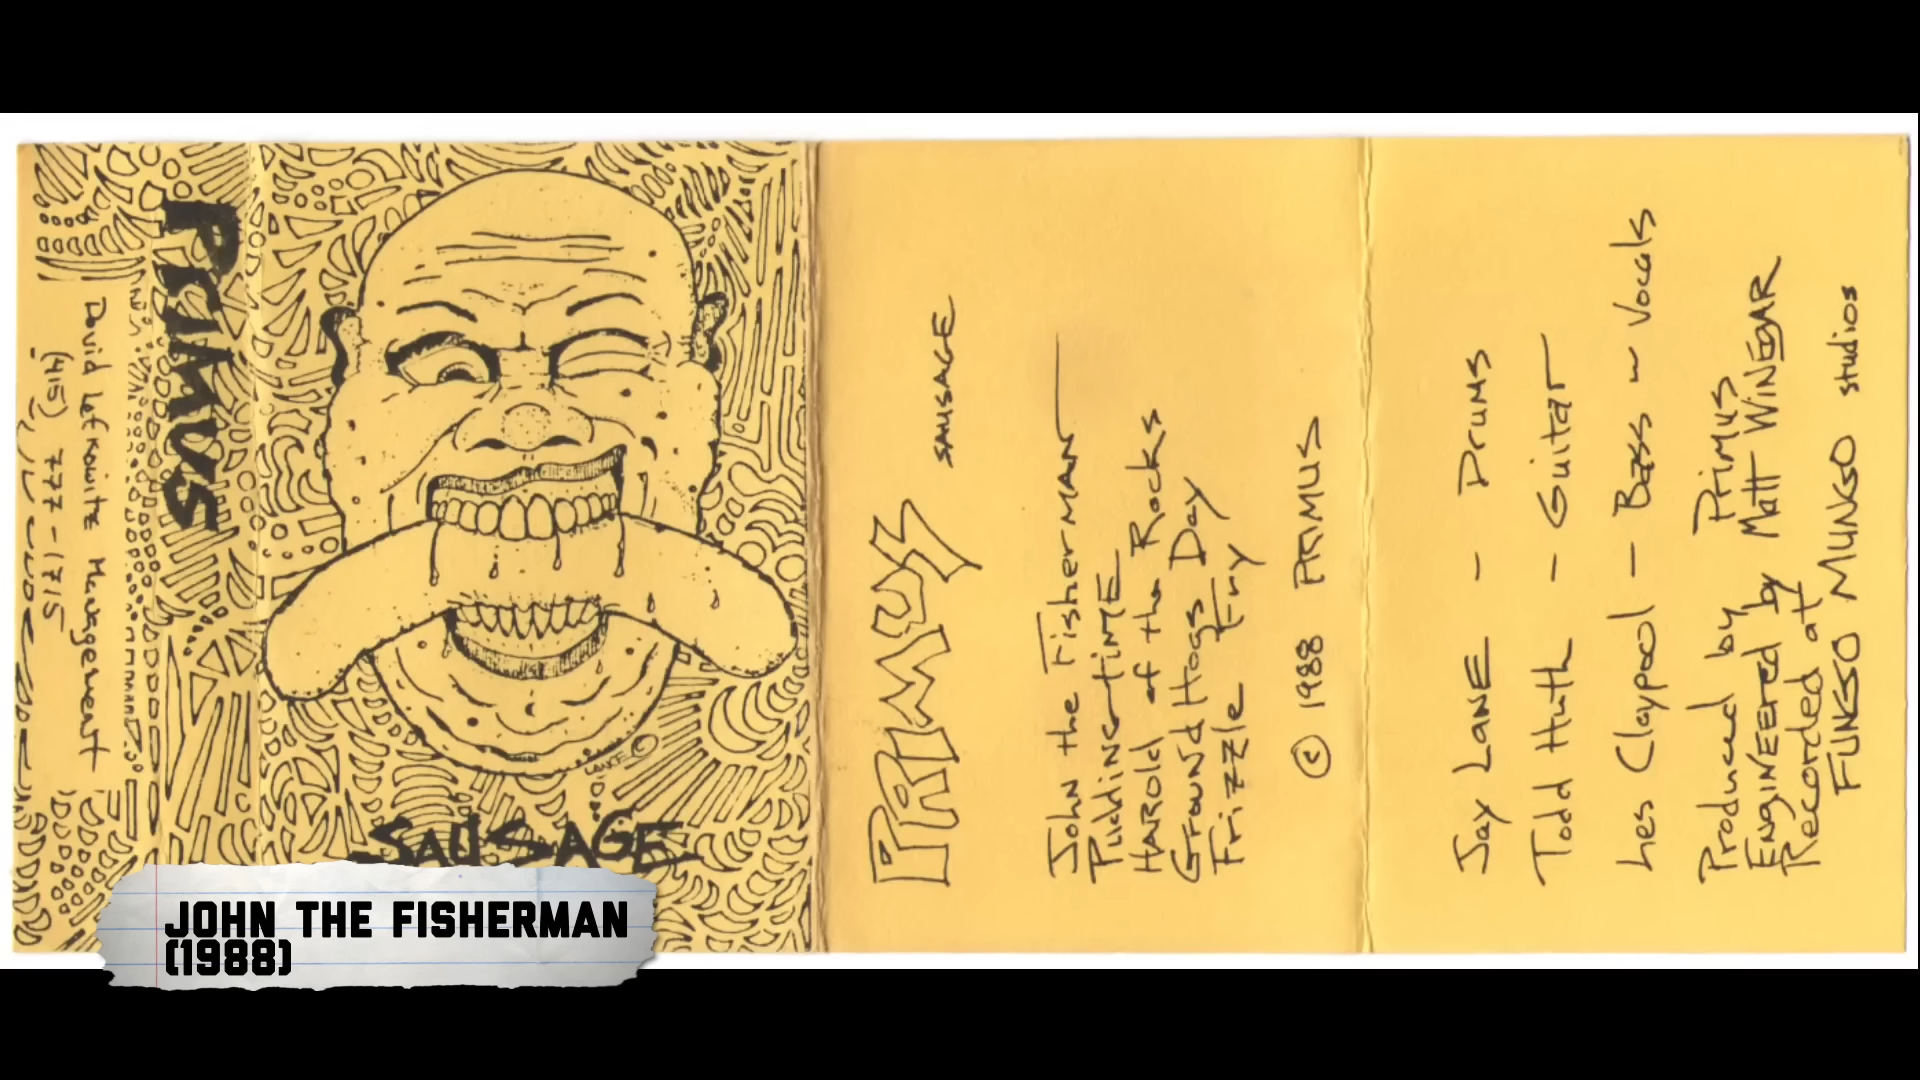 PRIMUS
David Lefkowitz Management
(415) 777-1715
SAUSAGE
PRIMUS
SAUSAGE
John the Fisherman
Pudding Time
Harold of the Rocks
Ground Hogs Day
Frizzle Fry
© 1988 PRIMUS
Jay Lane - Drums
Todd Huth - Guitar
Les Claypool - Bass ~ Vocals
Produced by Primus
Engineered by Matt Winegar
Recorded at
FUNGSO MUNGSO studios
JOHN THE FISHERMAN
(1988)